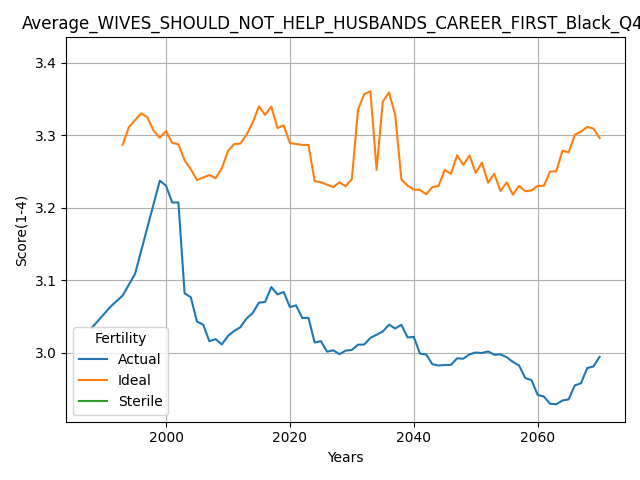 Average_WIVES_SHOULD_NOT_HELP_HUSBANDS_CAREER_FIRST_Black_Q4
Score(1-4)
3.4
3.3
3.2
3.1
3.0
Fertility
Actual
Ideal
Sterile
2000 2020 2040 2060
Years